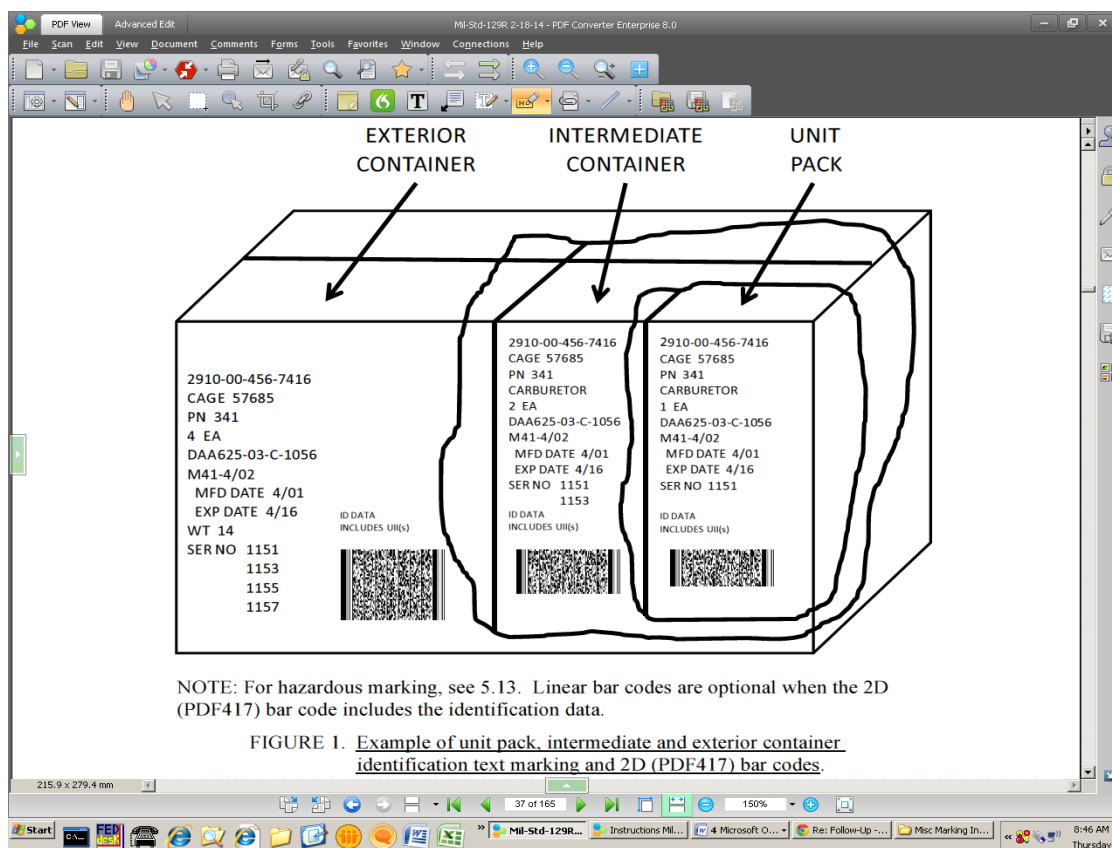 PDF View
Advanced Edit
Mil-Std-129R 2-18-14 - PDF Converter Enterprise 8.0
File Scan Edit View Document Comments Forms Tools Favorites Window Connections Help
EXTERIOR CONTAINER
INTERMEDIATE CONTAINER
UNIT PACK
2910-00-456-7416
CAGE 57685
PN 341
4 EA
DAA625-03-C-1056
M41-4/02
MFD DATE 4/01
EXP DATE 4/16
WT 14
SER NO 1151
1153
1155
1157
ID DATA
INCLUDES UII(s)
2910-00-456-7416
CAGE 57685
PN 341
CARBURETOR
2 EA
DAA625-03-C-1056
M41-4/02
MFD DATE 4/01
EXP DATE 4/16
SER NO 1151
1153
ID DATA
INCLUDES UII(s)
2910-00-456-7416
CAGE 57685
PN 341
CARBURETOR
1 EA
DAA625-03-C-1056
M41-4/02
MFD DATE 4/01
EXP DATE 4/16
SER NO 1151
ID DATA
INCLUDES UII(s)
NOTE: For hazardous marking, see 5.13. Linear bar codes are optional when the 2D
(PDF417) bar code includes the identification data.
FIGURE 1. Example of unit pack, intermediate and exterior container
identification text marking and 2D (PDF417) bar codes.
215.9 x 279.4 mm
37 of 165
150%
Start
FED
desk
Mil-Std-129R...
Instructions Mil...
4 Microsoft O...
Re: Follow-Up -...
Misc Marking In...
8:46 AM
Thursday